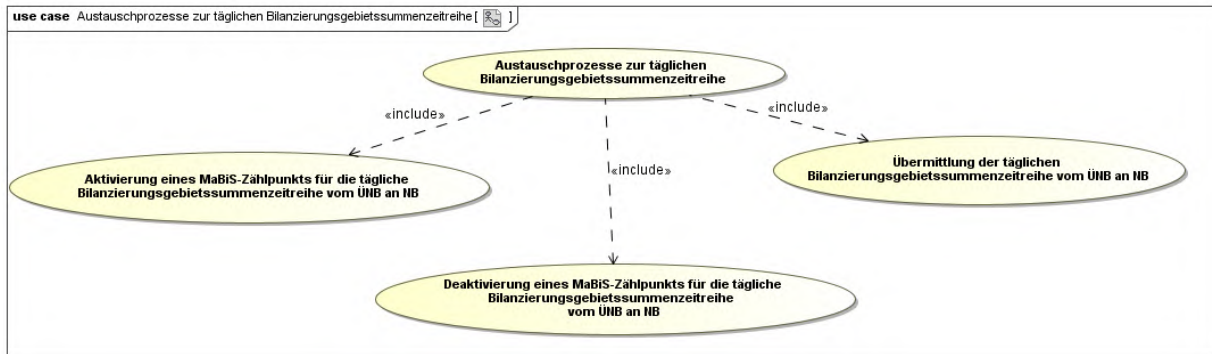 use case Austauschprozesse zur täglichen Bilanzierungsgebietssummenzeitreihe [ ]
Austauschprozesse zur täglichen
Bilanzierungsgebietssummenzeitreihe
«include»
«include»
«include»
Aktivierung eines MaBiS-Zählpunkts für die tägliche
Bilanzierungsgebietssummenzeitreihe vom ÜNB an NB
Übermittlung der täglichen
Bilanzierungsgebietssummenzeitreihe vom ÜNB an NB
Deaktivierung eines MaBiS-Zählpunkts für die tägliche
Bilanzierungsgebietssummenzeitreihe
vom ÜNB an NB